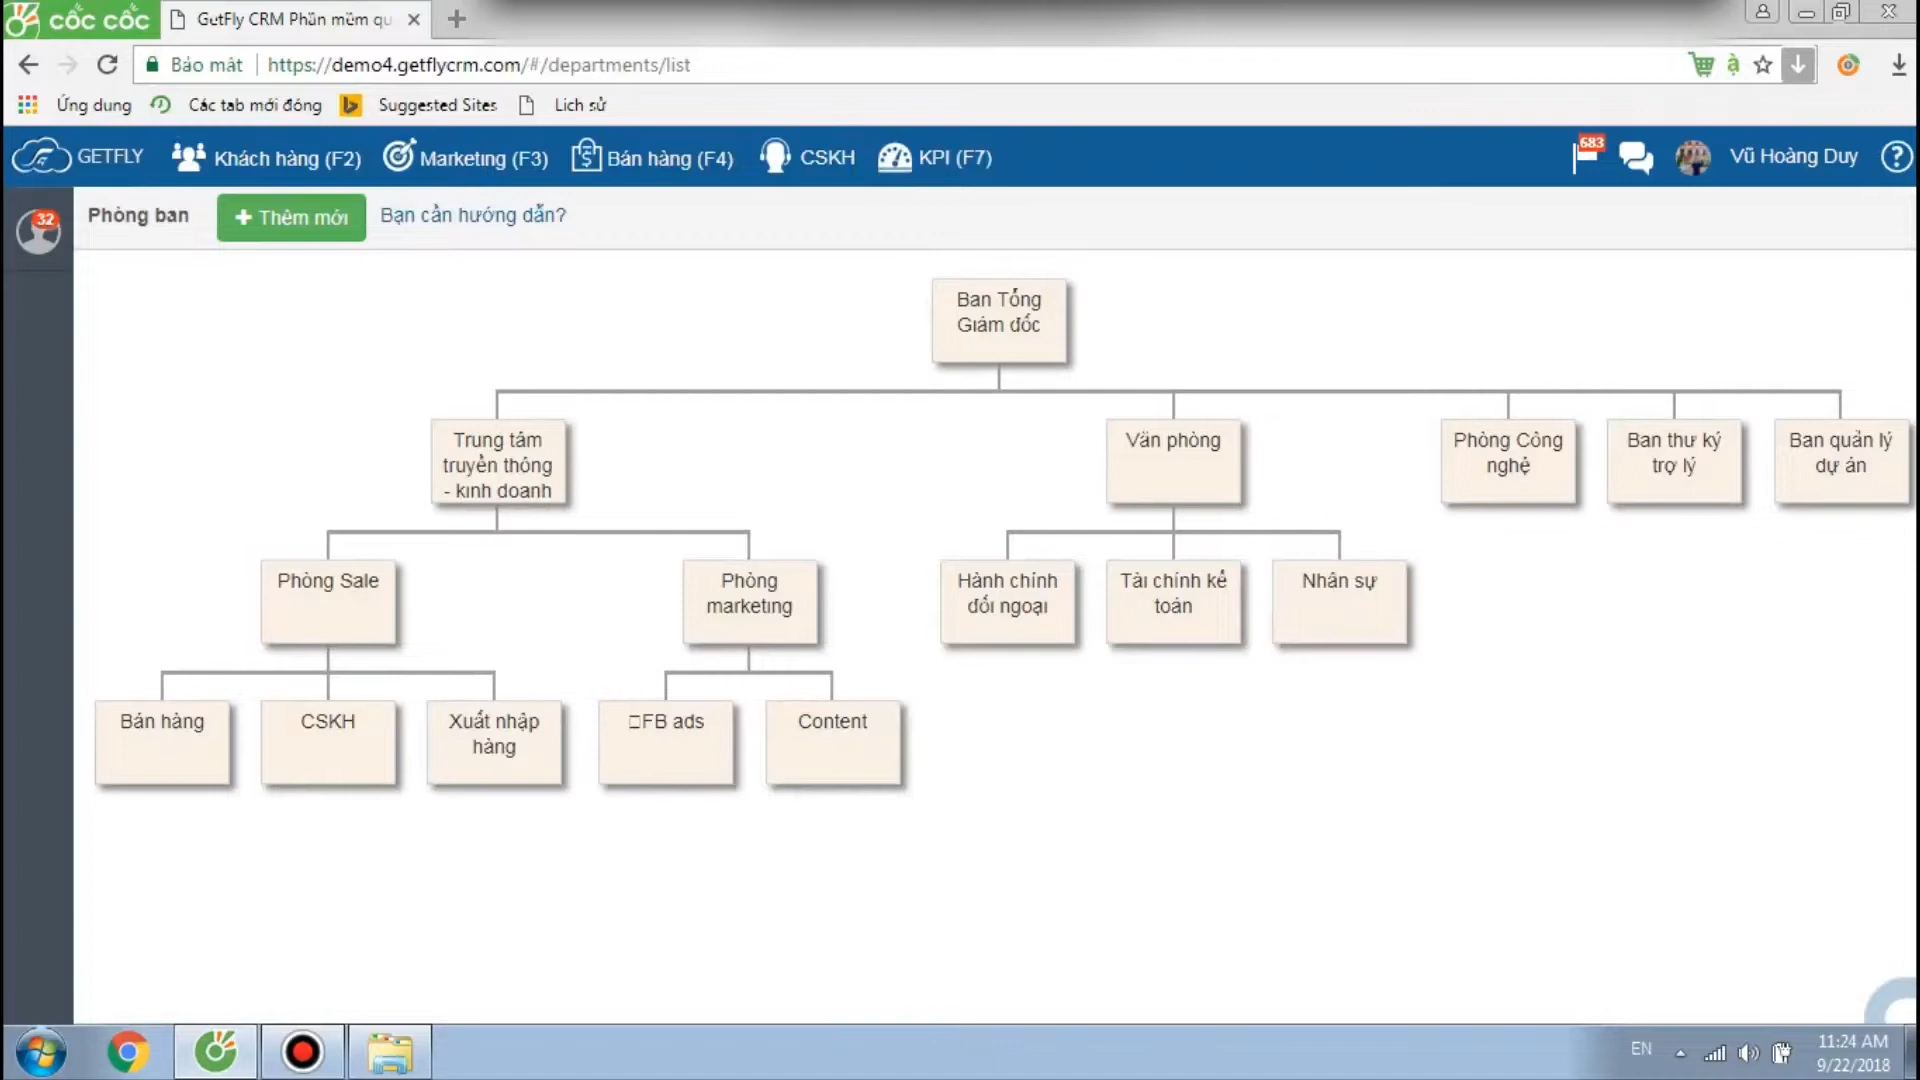 cốc cốc
GetFly CRM Phần mềm qu
Bảo mật
https://demo4.getflycrm.com/#/departments/list
Ứng dụng
Các tab mới đóng
Suggested Sites
Lịch sử
GETFLY
Khách hàng (F2)
Marketing (F3)
Bán hàng (F4)
CSKH
KPI (F7)
683
Vũ Hoàng Duy
32
Phòng ban
+ Thêm mới
Bạn cần hướng dẫn?
Ban Tổng
Giám đốc
Trung tâm
truyền thông
- kinh doanh
Văn phòng
Phòng Công
nghệ
Ban thư ký
trợ lý
Ban quản lý
dự án
Phòng Sale
Phòng
marketing
Hành chính
đối ngoại
Tài chính kế
toán
Nhân sự
Bán hàng
CSKH
Xuất nhập
hàng
□FB ads
Content
EN
11:24 AM
9/22/2018